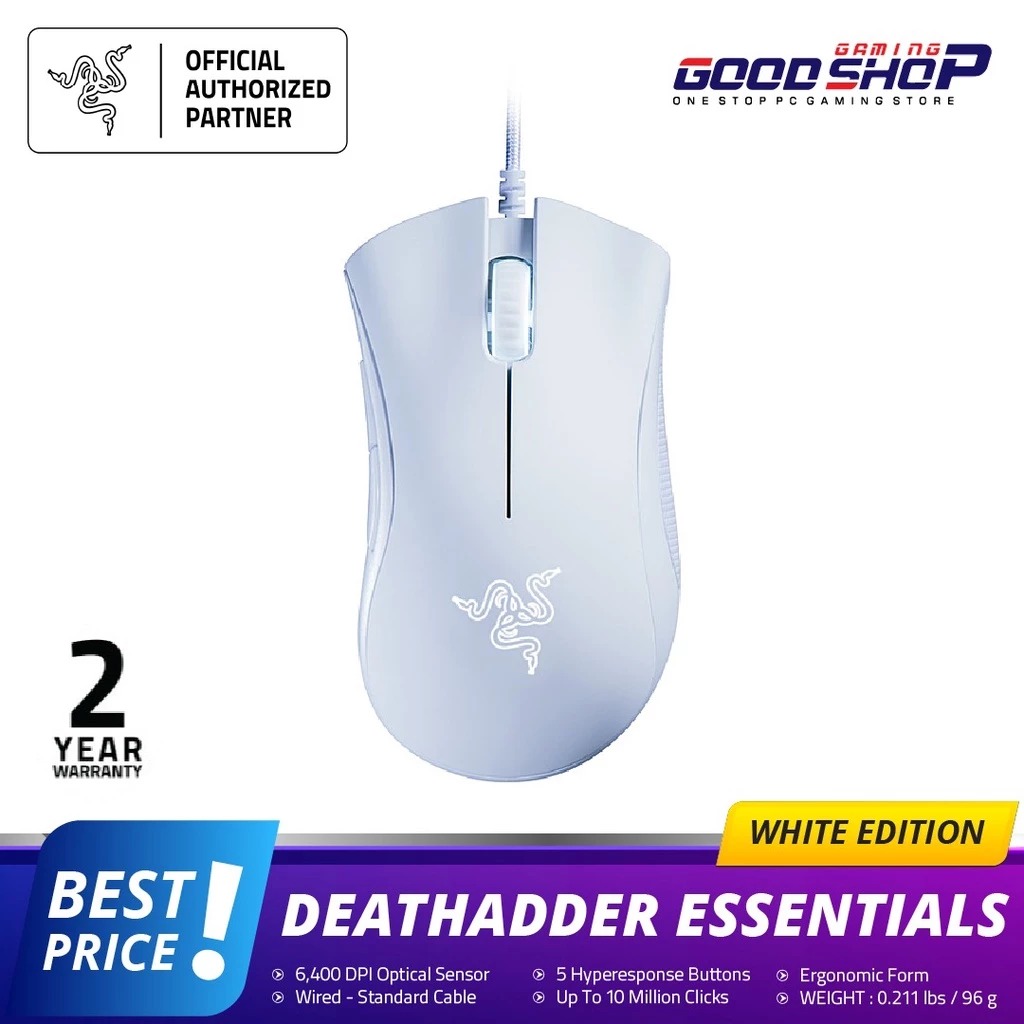 OFFICIAL
AUTHORIZED
PARTNER
GAMING
GOODSHOP
ONE STOP PC GAMING STORE
2
YEAR
WARRANTY
WHITE EDITION
BEST
PRICE!
DEATHADDER ESSENTIALS
6,400 DPI Optical Sensor
5 Hyperesponse Buttons
Ergonomic Form
Wired - Standard Cable
Up To 10 Million Clicks
WEIGHT : 0.211 lbs / 96 g